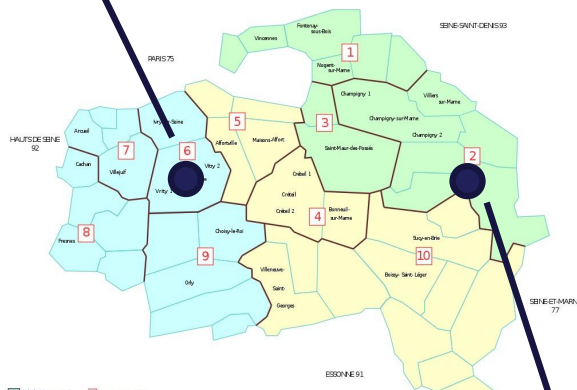 Fontenay-
sous-Bois
SEINE-SAINT-DENIS 93
Vincennes
1
PARIS 75
Nogent-
sur-Marne
Champigny 1
Villiers
sur-Marne
5
3
Champigny-sur-Marne
HAUTS DE SEINE
92
Arcueil
Champigny 2
7
6
Alfortville
Maisons-Alfort
Saint-Maur-des-Fossés
2
Cachan
Villejuif
Vitry 2
Créteil 1
Vitry 1
Créteil
Créteil 2
4
Bonneuil-
sur-Marne
8
Fresnes
Choisy-le-Roi
Sucy-en-Brie
9
10
Villeneuve-
Boissy-Saint-Léger
Orly
Saint-
Georges
SEINE-ET-MARN
77
ESSONNE 91